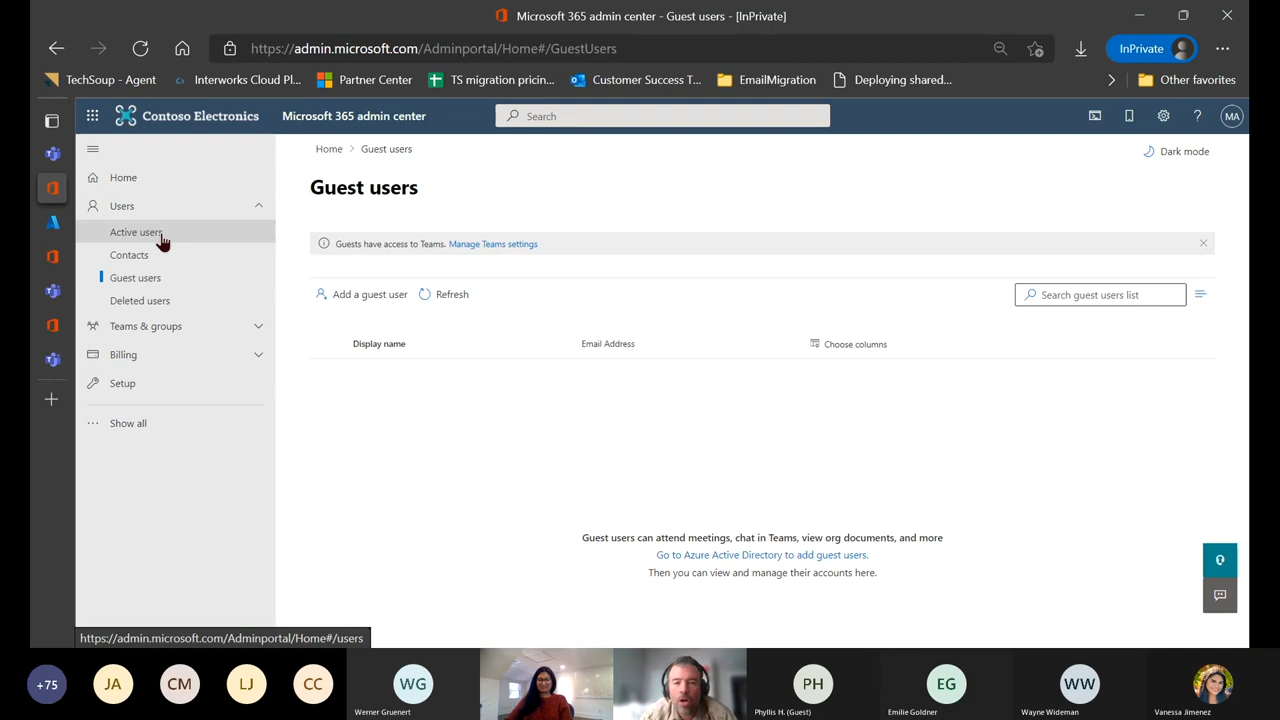 Microsoft 365 admin center - Guest users - [InPrivate]
https://admin.microsoft.com/Adminportal/Home#/GuestUsers
InPrivate
TechSoup - Agent
Interworks Cloud Pl...
Partner Center
TS migration pricin...
Customer Success T...
EmailMigration
Deploying shared...
Other favorites
Contoso Electronics
Microsoft 365 admin center
Search
MA
Home
Users
Active users
Contacts
Guest users
Deleted users
Teams & groups
Billing
Setup
Show all
Home > Guest users
Dark mode
Guest users
Guests have access to Teams. Manage Teams settings
Add a guest user
Refresh
Search guest users list
Display name
Email Address
Choose columns
Guest users can attend meetings, chat in Teams, view org documents, and more
Go to Azure Active Directory to add guest users.
Then you can view and manage their accounts here.
https://admin.microsoft.com/Adminportal/Home#/users
+75
JA
CM
LJ
CC
WG
Werner Gruenert
PH
Phyllis H. (Guest)
EG
Emilie Goldner
WW
Wayne Wideman
Vanessa Jimenez